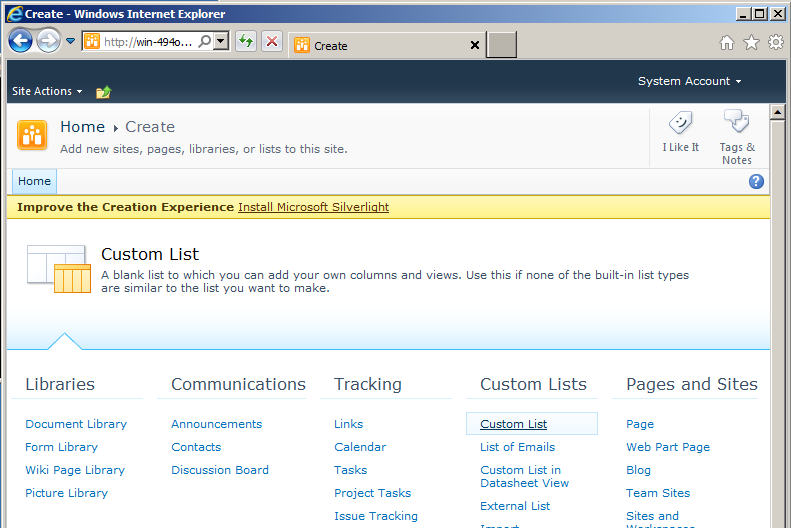 Create - Windows Internet Explorer
http://win-494o...
Create
System Account
Site Actions
Home
Create
Add new sites, pages, libraries, or lists to this site.
I Like It
Tags &
Notes
Home
Improve the Creation Experience Install Microsoft Silverlight
Custom List
A blank list to which you can add your own columns and views. Use this if none of the built-in list types
are similar to the list you want to make.
Libraries
Document Library
Form Library
Wiki Page Library
Picture Library
Communications
Announcements
Contacts
Discussion Board
Tracking
Links
Calendar
Tasks
Project Tasks
Issue Tracking
Custom Lists
Custom List
List of Emails
Custom List in
Datasheet View
External List
Import
Pages and Sites
Page
Web Part Page
Blog
Team Sites
Sites and
Workspaces